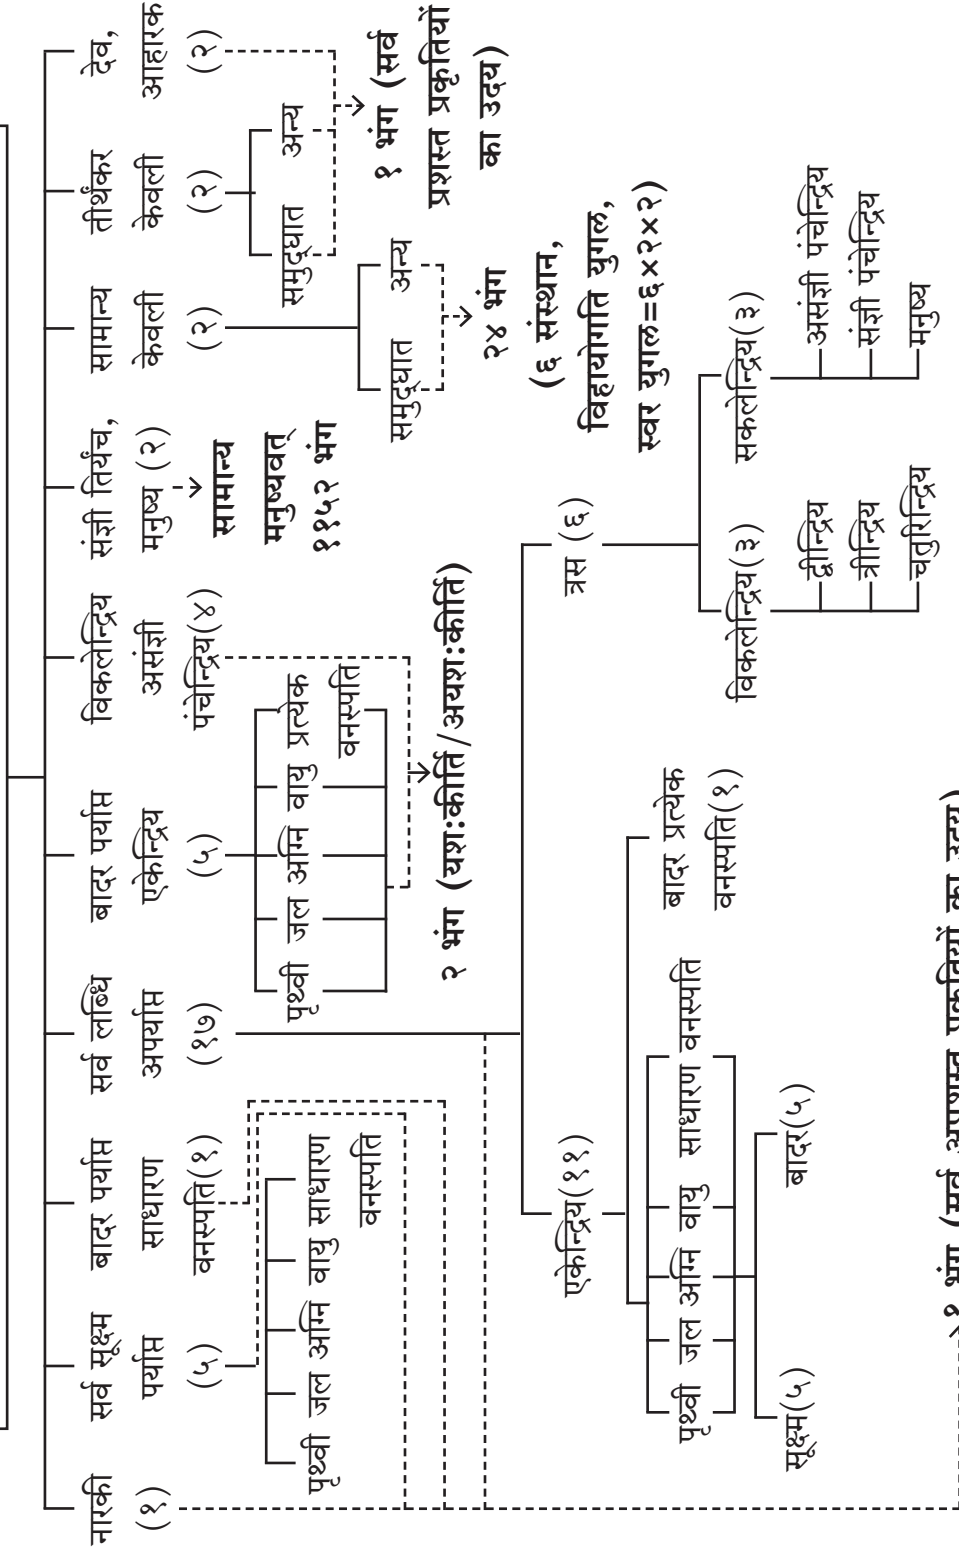 नारकी
(१)
सर्व सूक्ष्म
पर्याप्त
(५)
पृथ्वी जल अग्नि वायु साधारण
वनस्पति
बादर पर्याप्त
साधारण
वनस्पति(१)
सर्व लब्धि
अपर्याप्त
(१७)
बादर पर्याप्त
एकेन्द्रिय
(५)
पृथ्वी जल अग्नि वायु प्रत्येक
वनस्पति
विकलेन्द्रिय
असंज्ञी
पंचेन्द्रिय(४)
२ भंग (यश:कीर्ति/अयश:कीर्ति)
संज्ञी तिर्यंच,
मनुष्य (२)
सामान्य
मनुष्यवत्
११५२ भंग
सामान्य
केवली
(२)
समुद्घात अन्य
२४ भंग
(६ संस्थान,
विहायोगति युगल,
स्वर युगल=६×२×२)
तीर्थंकर
केवली
(२)
समुद्घात अन्य
देव,
आहारक
(२)
१ भंग (सर्व
प्रशस्त प्रकृतियों
का उदय)
एकेन्द्रिय(११)
त्रस (६)
पृथ्वी जल अग्नि वायु साधारण वनस्पति
बादर प्रत्येक
वनस्पति(१)
सूक्ष्म(५) बादर(५)
विकलेन्द्रिय(३)
द्वीन्द्रिय
त्रीन्द्रिय
चतुरिन्द्रिय
सकलेन्द्रिय(३)
असंज्ञी पंचेन्द्रिय
संज्ञी पंचेन्द्रिय
मनुष्य
१ भंग (सर्व अप्रशस्त प्रकृतियों का उदय)